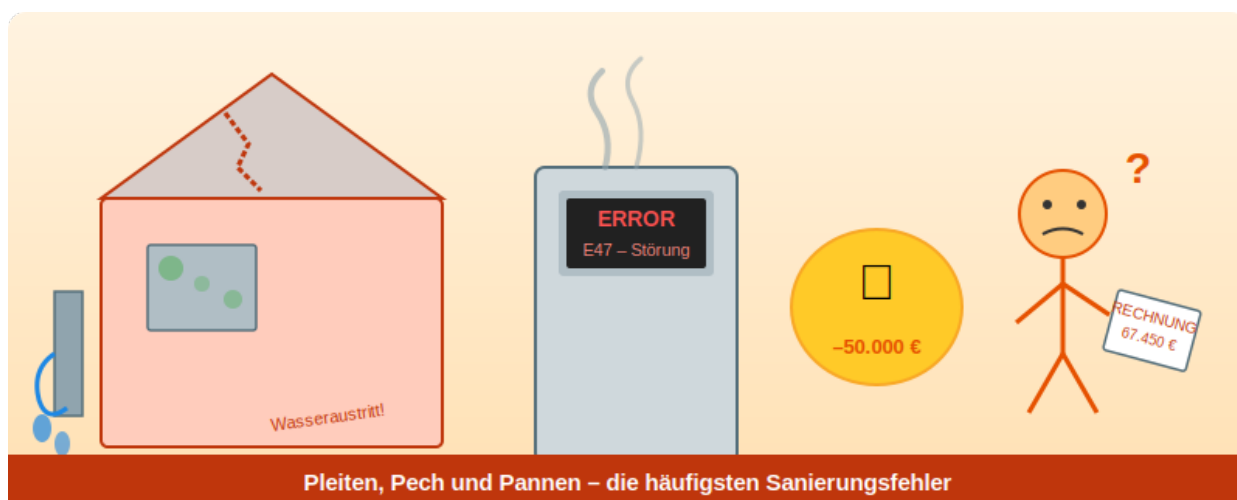 ERROR
E47 – Störung
?
–50.000 €
RECHNUNG
67.450 €
Wasseraustritt!
Pleiten, Pech und Pannen – die häufigsten Sanierungsfehler